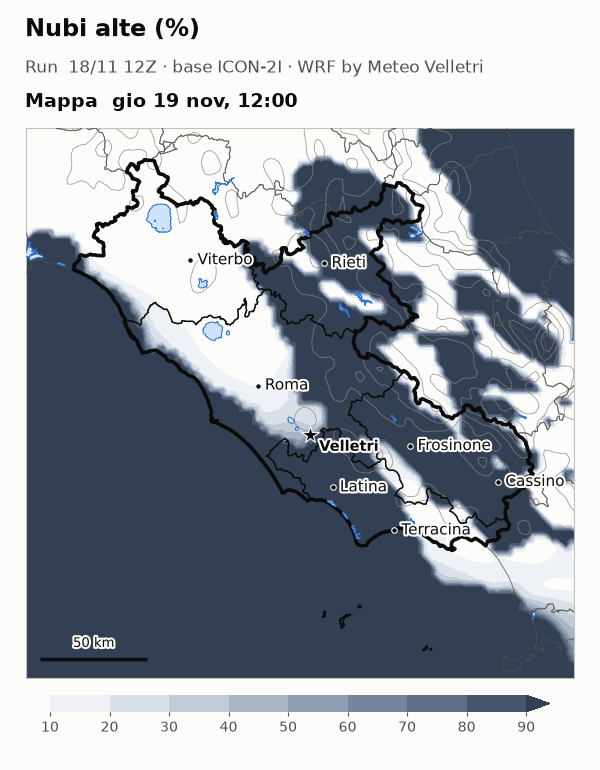 Nubi alte (%)
Run  18/11 12Z · base ICON-2I · WRF by Meteo Velletri
Mappa  gio 19 nov, 12:00
Viterbo
Rieti
Roma
Velletri
Frosinone
Latina
Cassino
Terracina
50 km
10 20 30 40 50 60 70 80 90